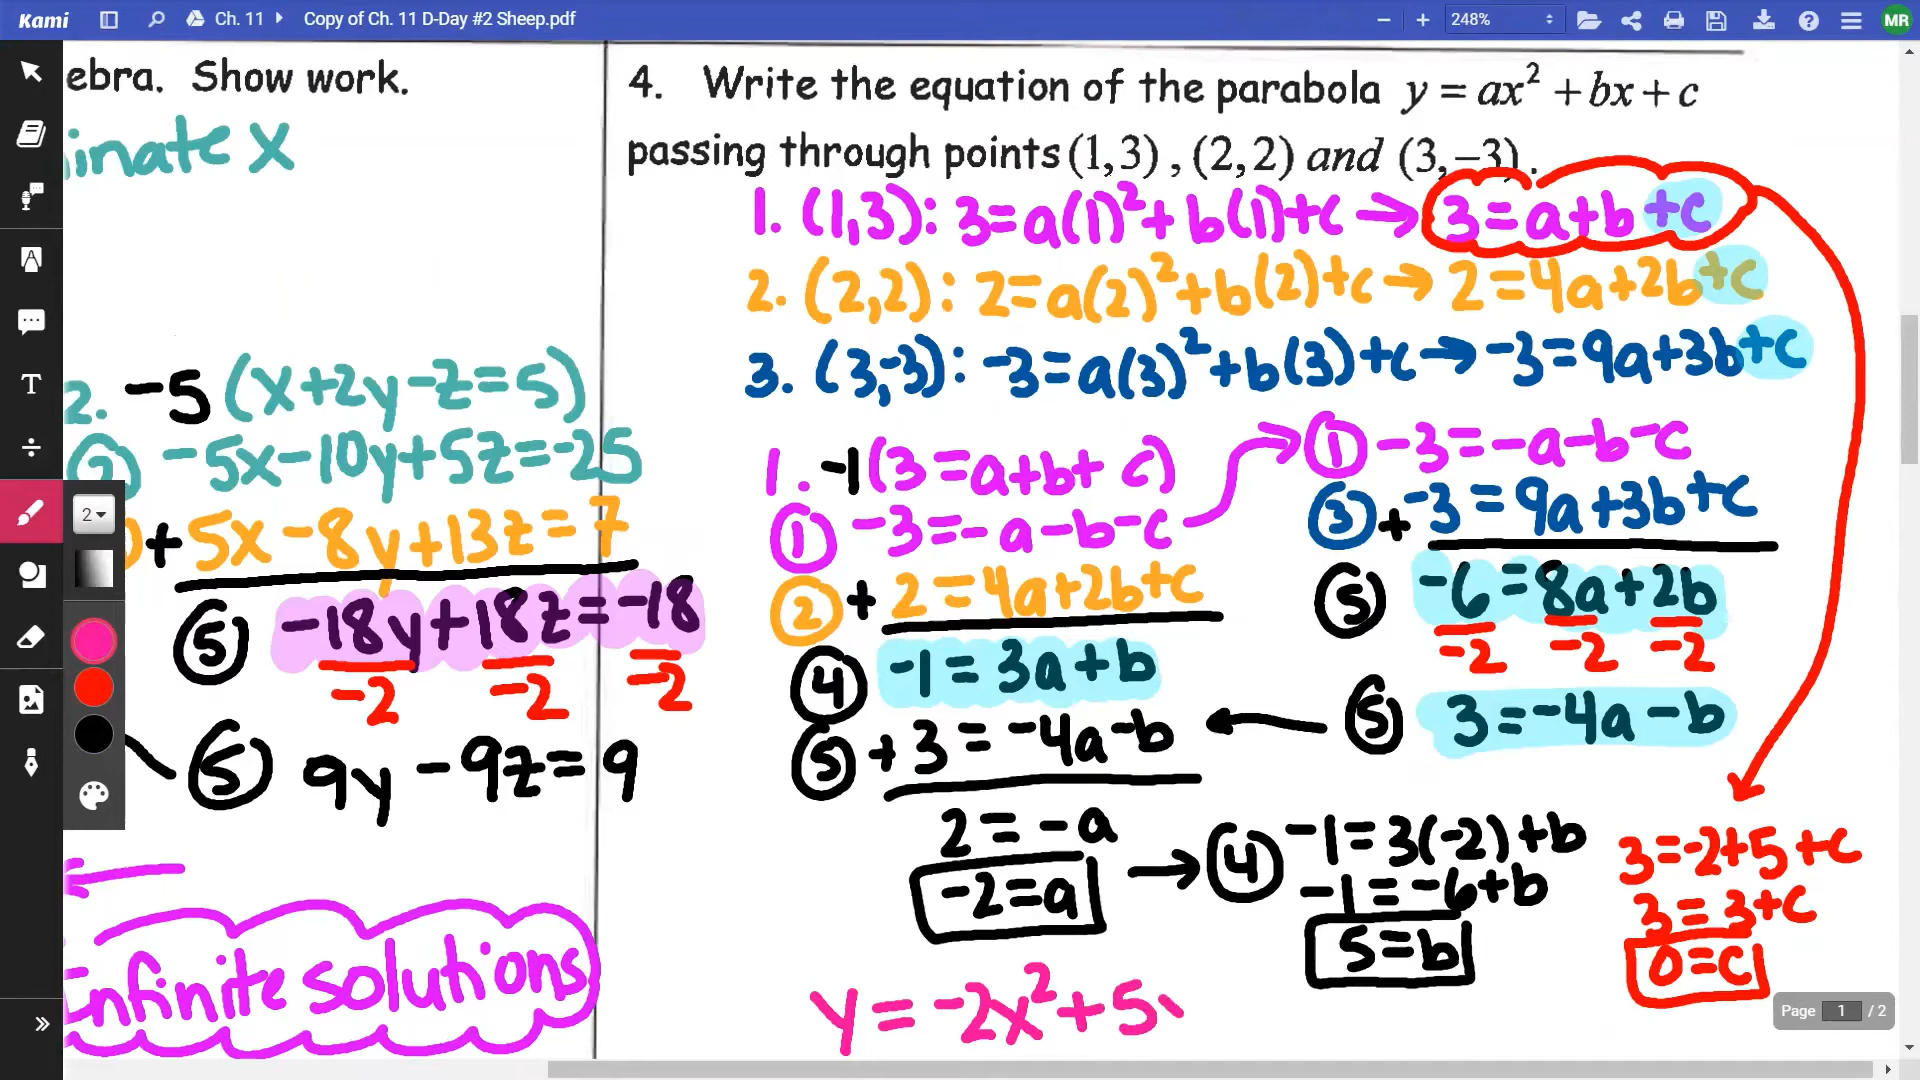 Kami Ch. 11 Copy of Ch. 11 D-Day #2 Sheep.pdf 248% MR
ebra. Show work.
inate x
2. -5 (x+2y-z=5)
-5x-10y+5z=-25
+ 5x-8y+13z=7
⑤ -18y+18z=-18
-2 -2 -2
⑤ 9y-9z=9
Infinite solutions
4. Write the equation of the parabola y = ax² + bx + c
passing through points (1,3), (2,2) and (3,-3).
1. (1,3): 3=a(1)²+b(1)+c → 3=a+b+c
2. (2,2): 2=a(2)²+b(2)+c → 2=4a+2b+c
3. (3,-3): -3=a(3)²+b(3)+c → -3=9a+3b+c
1. -1(3=a+b+c)
① -3=-a-b-c
② + 2=4a+2b+c
④ -1=3a+b
⑤ +3=-4a-b
2=-a
-2=a
① -3=-a-b-c
③ + -3=9a+3b+c
⑤ -6=8a+2b
-2 -2 -2
⑤ 3=-4a-b
→ ④ -1=3(-2)+b
-1=-6+b
5=b
3=-2+5+c
3=3+c
0=c
y=-2x²+5
T
2
Page 1 / 2